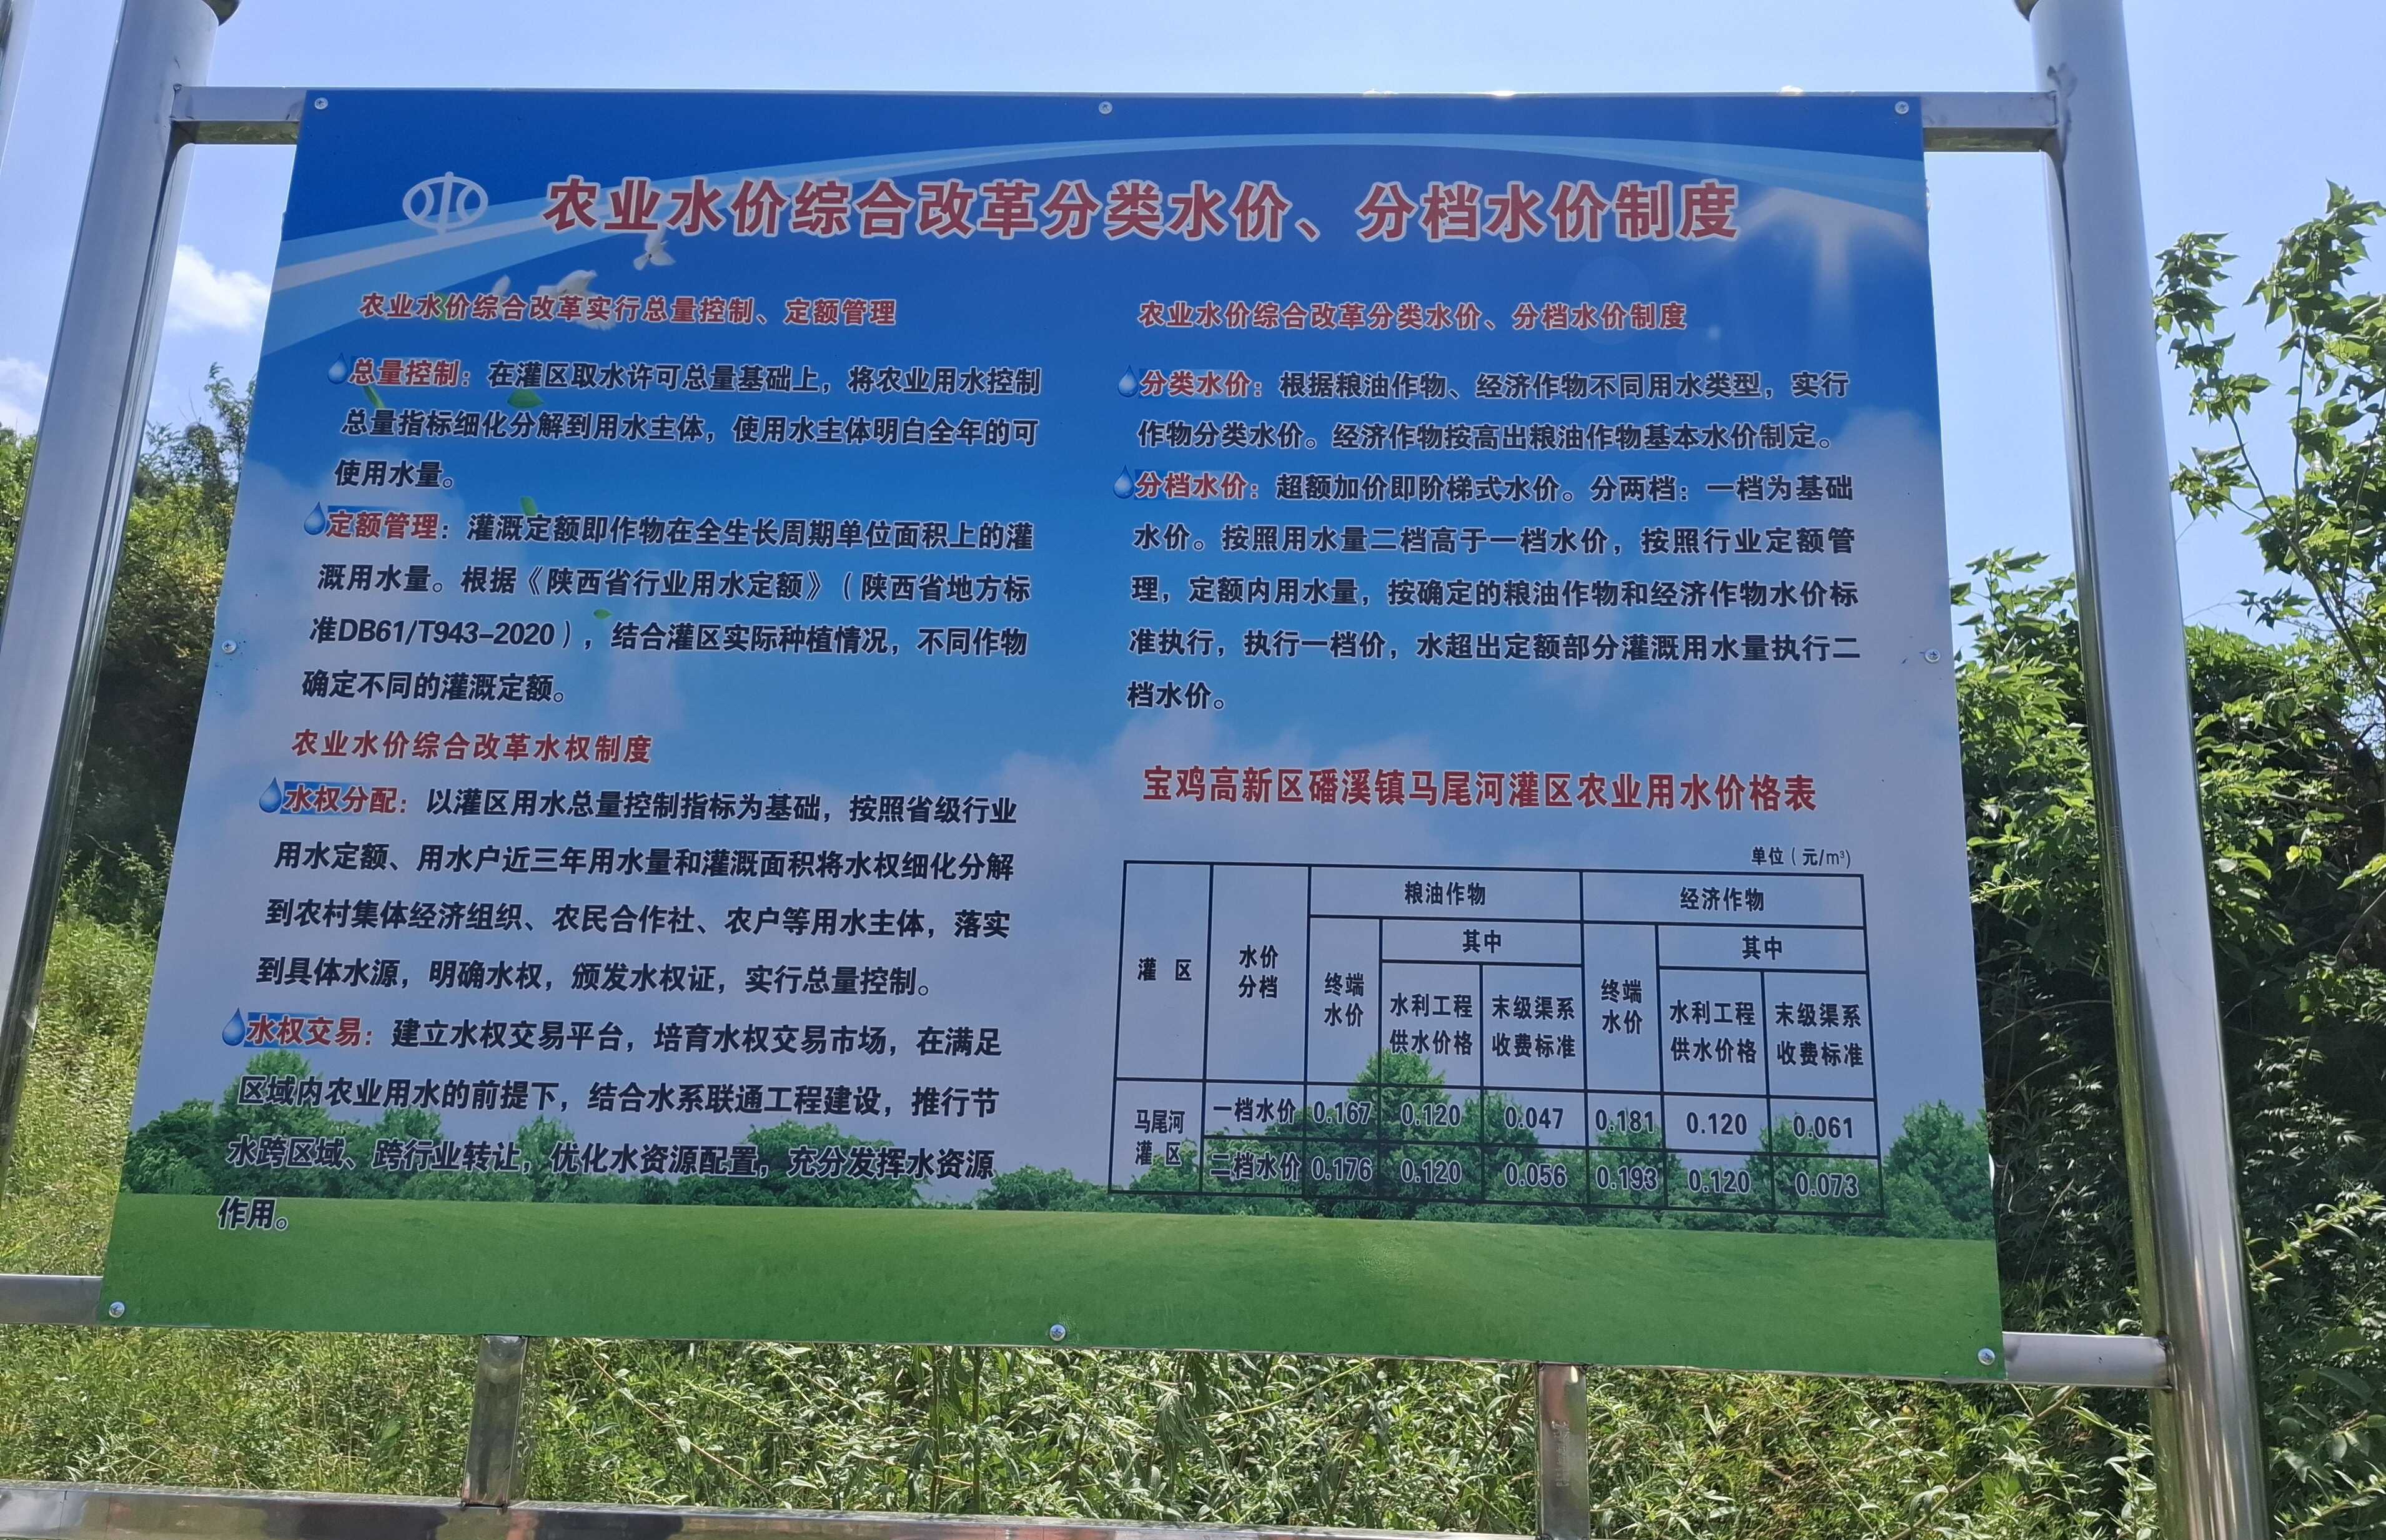 农业水价综合改革分类水价、分档水价制度
农业水价综合改革实行总量控制、定额管理
总量控制：在灌区取水许可总量基础上，将农业用水控制
总量指标细化分解到用水主体，使用水主体明白全年的可
使用水量。
定额管理：灌溉定额即作物在全生长周期单位面积上的灌
溉用水量。根据《陕西省行业用水定额》（陕西省地方标
准DB61/T943-2020），结合灌区实际种植情况，不同作物
确定不同的灌溉定额。
农业水价综合改革水权制度
水权分配：以灌区用水总量控制指标为基础，按照省级行业
用水定额、用水户近三年用水量和灌溉面积将水权细化分解
到农村集体经济组织、农民合作社、农户等用水主体，落实
到具体水源，明确水权，颁发水权证，实行总量控制。
水权交易：建立水权交易平台，培育水权交易市场，在满足
区域内农业用水的前提下，结合水系联通工程建设，推行节
水跨区域、跨行业转让，优化水资源配置，充分发挥水资源
作用。
农业水价综合改革分类水价、分档水价制度
分类水价：根据粮油作物、经济作物不同用水类型，实行
作物分类水价。经济作物按高出粮油作物基本水价制定。
分档水价：超额加价即阶梯式水价。分两档：一档为基础
水价。按照用水量二档高于一档水价，按照行业定额管
理，定额内用水量，按确定的粮油作物和经济作物水价标
准执行，执行一档价，水超出定额部分灌溉用水量执行二
档水价。
宝鸡高新区磻溪镇马尾河灌区农业用水价格表
单位（元/m³）
灌 区 水价分档 粮油作物 经济作物
终端水价 其中 终端水价 其中
水利工程供水价格 末级渠系收费标准 水利工程供水价格 末级渠系收费标准
马尾河灌区 一档水价 0.167 0.120 0.047 0.181 0.120 0.061
二档水价 0.176 0.120 0.056 0.193 0.120 0.073